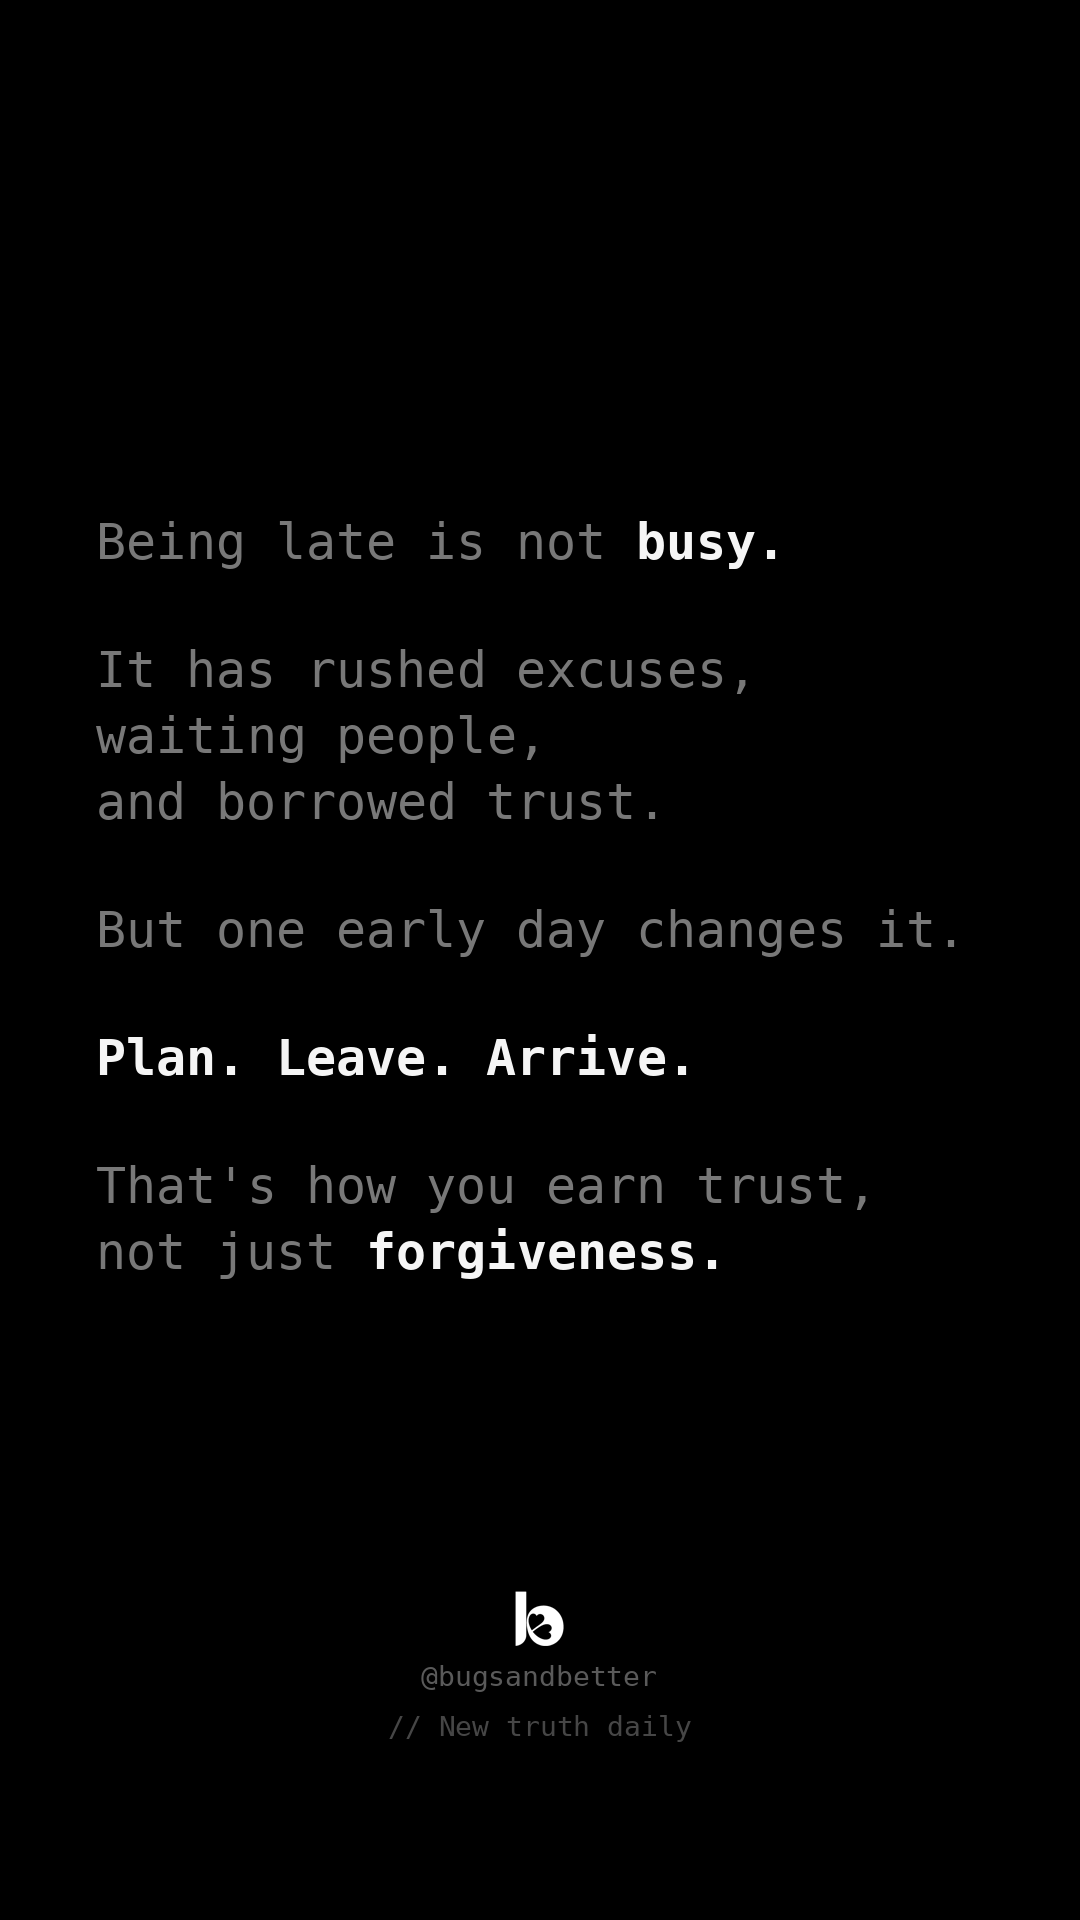 Being late is not busy.
It has rushed excuses,
waiting people,
and borrowed trust.
But one early day changes it.
Plan. Leave. Arrive.
That's how you earn trust,
not just forgiveness.
b
@bugsandbetter
// New truth daily